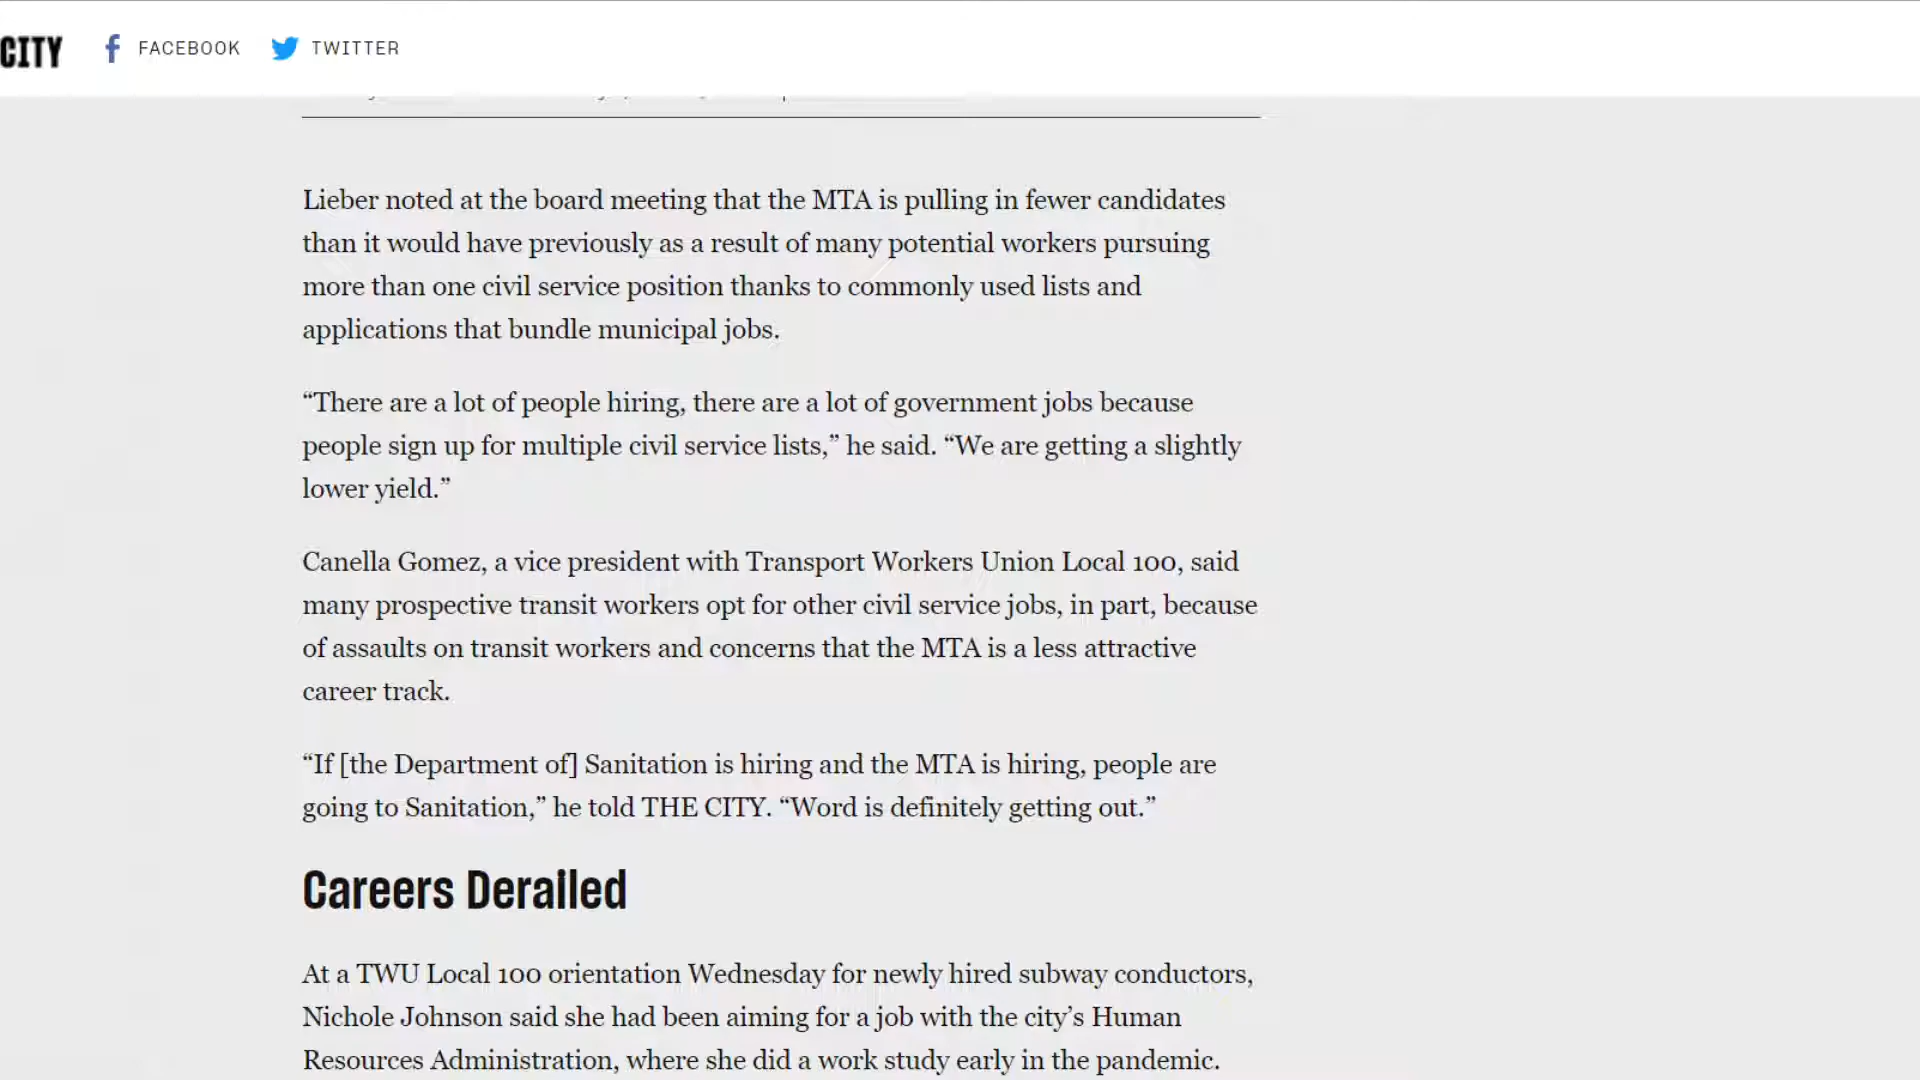 CITY
FACEBOOK
TWITTER
Lieber noted at the board meeting that the MTA is pulling in fewer candidates
than it would have previously as a result of many potential workers pursuing
more than one civil service position thanks to commonly used lists and
applications that bundle municipal jobs.
“There are a lot of people hiring, there are a lot of government jobs because
people sign up for multiple civil service lists,” he said. “We are getting a slightly
lower yield.”
Canella Gomez, a vice president with Transport Workers Union Local 100, said
many prospective transit workers opt for other civil service jobs, in part, because
of assaults on transit workers and concerns that the MTA is a less attractive
career track.
“If [the Department of] Sanitation is hiring and the MTA is hiring, people are
going to Sanitation,” he told THE CITY. “Word is definitely getting out.”
Careers Derailed
At a TWU Local 100 orientation Wednesday for newly hired subway conductors,
Nichole Johnson said she had been aiming for a job with the city’s Human
Resources Administration, where she did a work study early in the pandemic.